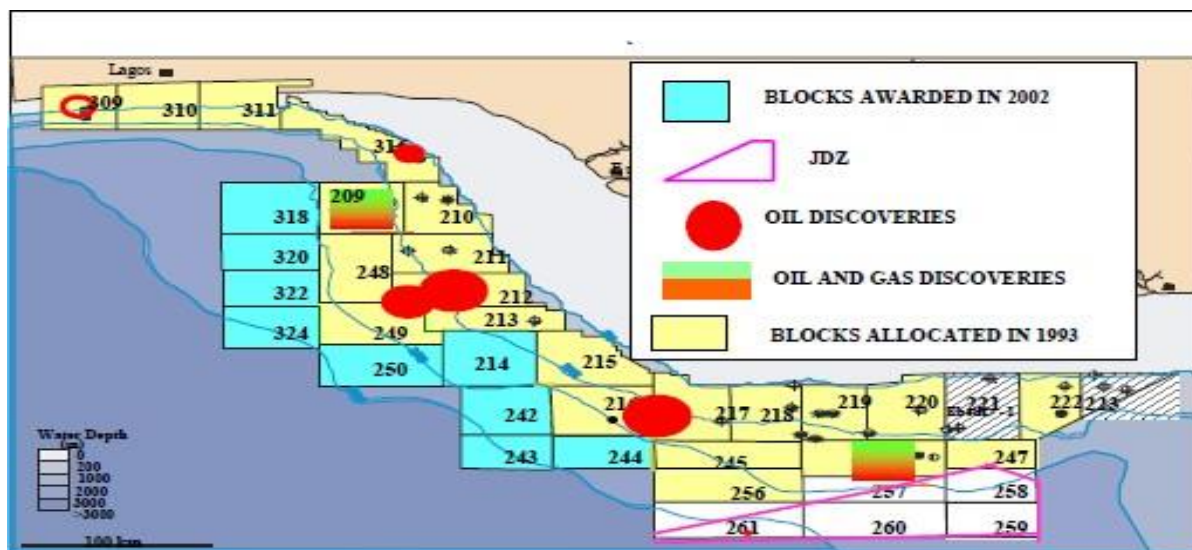 Lagos
309 310 311
BLOCKS AWARDED IN 2002
JDZ
OIL DISCOVERIES
OIL AND GAS DISCOVERIES
BLOCKS ALLOCATED IN 1993
209
318 210
320 248 211
322 212
213
324 249
250 214 215
242 217 218 219 220 221 222 223
243 244 245 247
256 257 258
261 260 259
Water Depth
(m)
0
200
1000
2000
3000
>3000
100 km